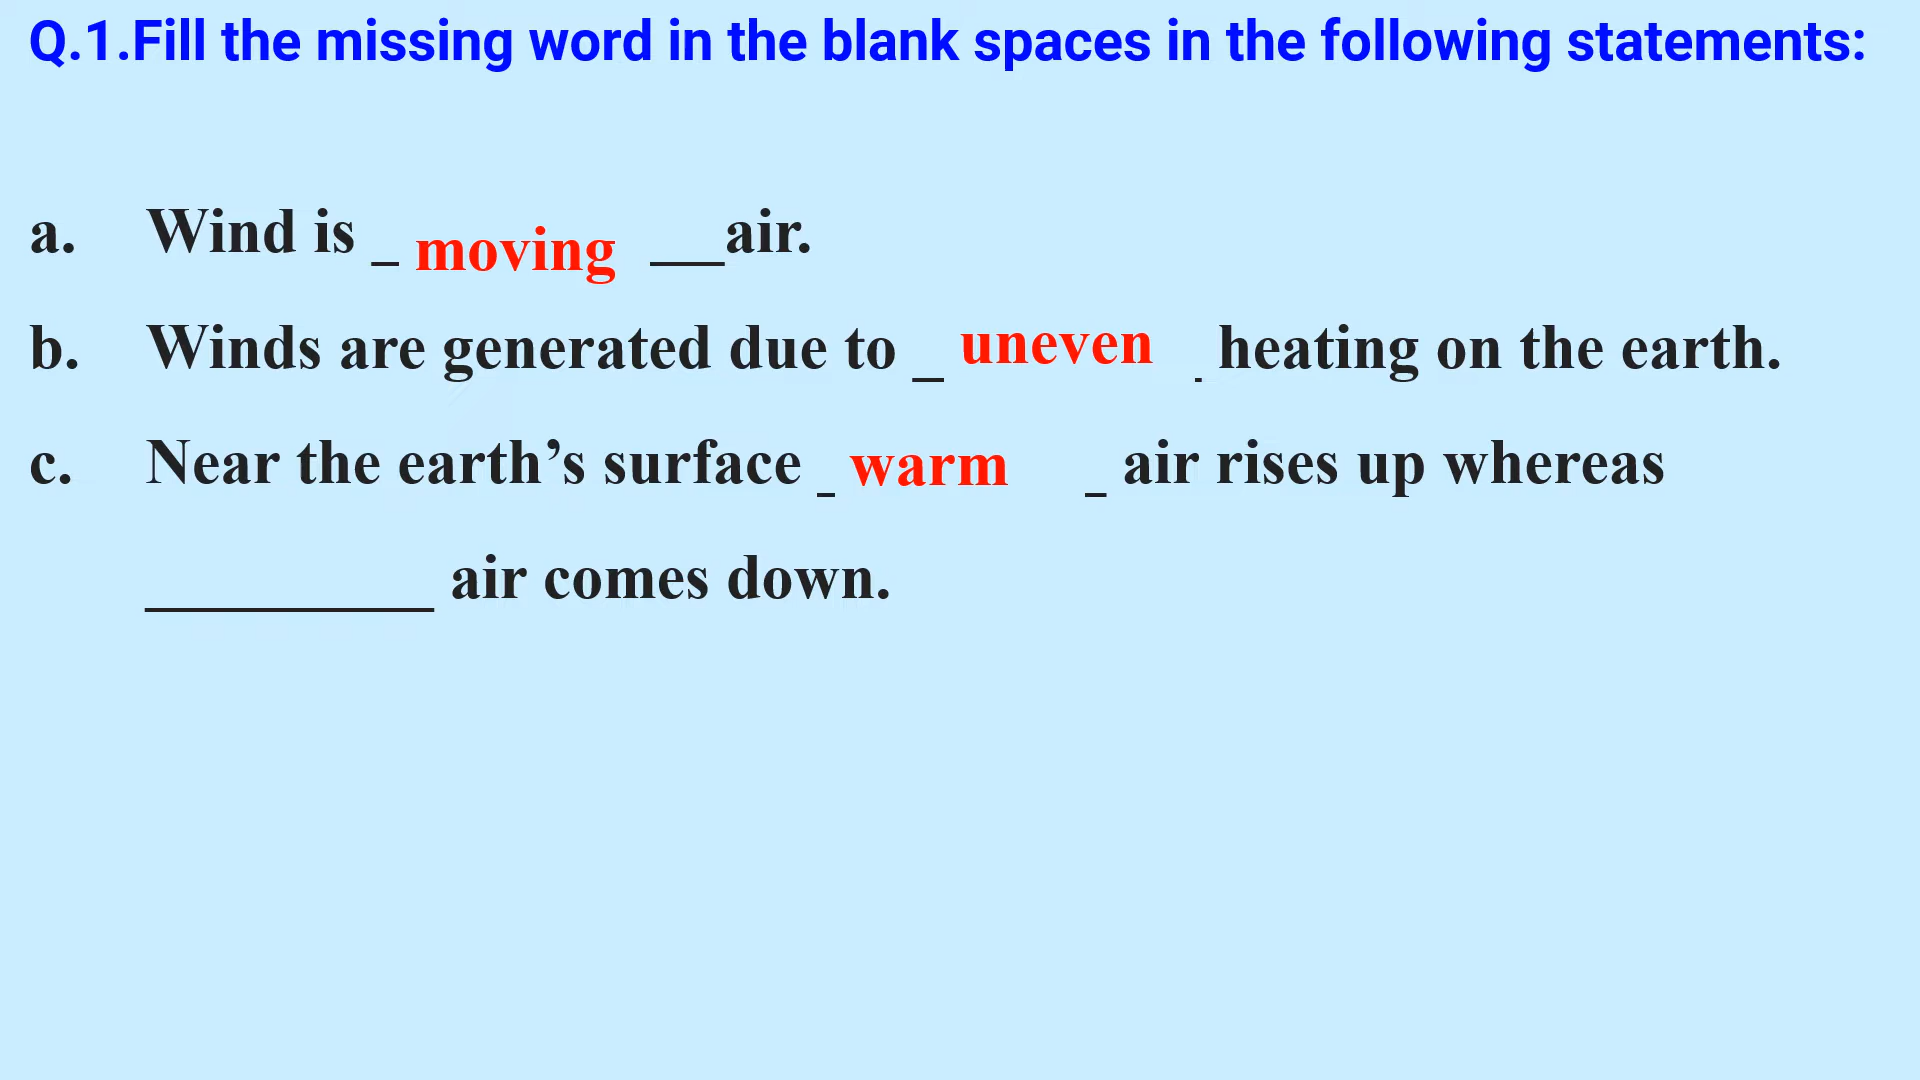 Q.1.Fill the missing word in the blank spaces in the following statements:
a. Wind is _ moving ___air.
b. Winds are generated due to _ uneven _ heating on the earth.
c. Near the earth’s surface _ warm _ air rises up whereas
__________ air comes down.